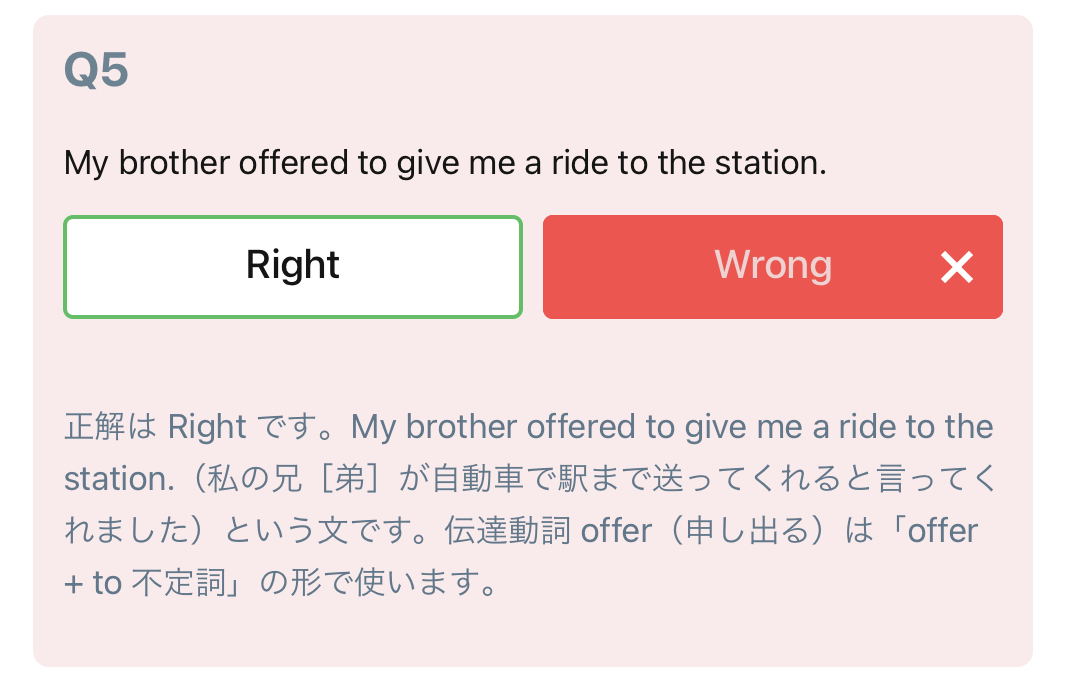 Q5
My brother offered to give me a ride to the station.
Right
Wrong
正解は Right です。My brother offered to give me a ride to the
station.（私の兄［弟］が自動車で駅まで送ってくれると言ってく
れました）という文です。伝達動詞 offer（申し出る）は「offer
+ to 不定詞」の形で使います。